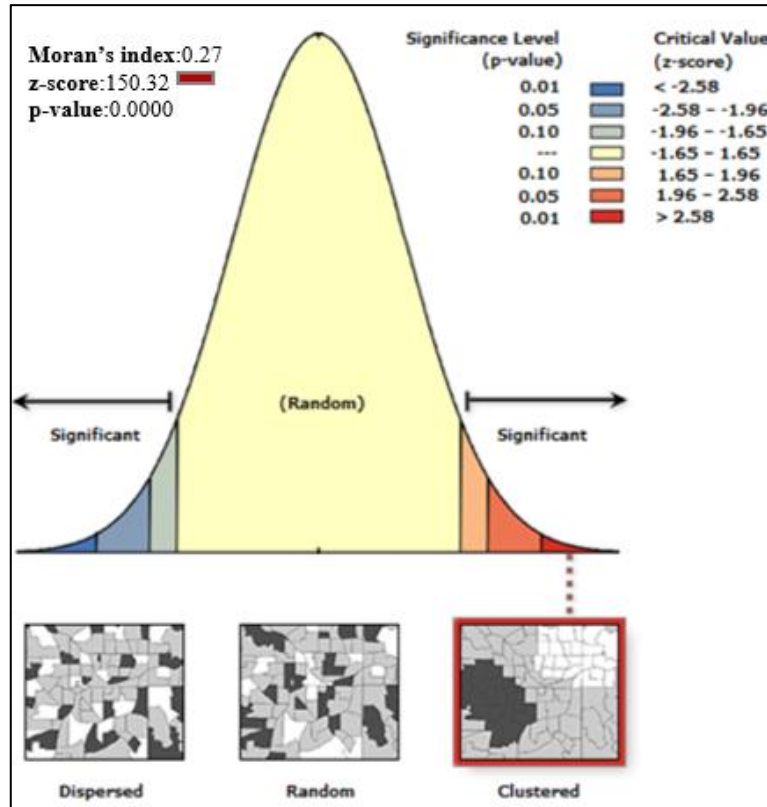 Moran's index:0.27
z-score:150.32
p-value:0.0000
Significance Level
(p-value)
Critical Value
(z-score)
0.01 < -2.58
0.05 -2.58 – -1.96
0.10 -1.96 – -1.65
--- -1.65 – 1.65
0.10 1.65 – 1.96
0.05 1.96 – 2.58
0.01 > 2.58
(Random)
Significant
Significant
Dispersed
Random
Clustered